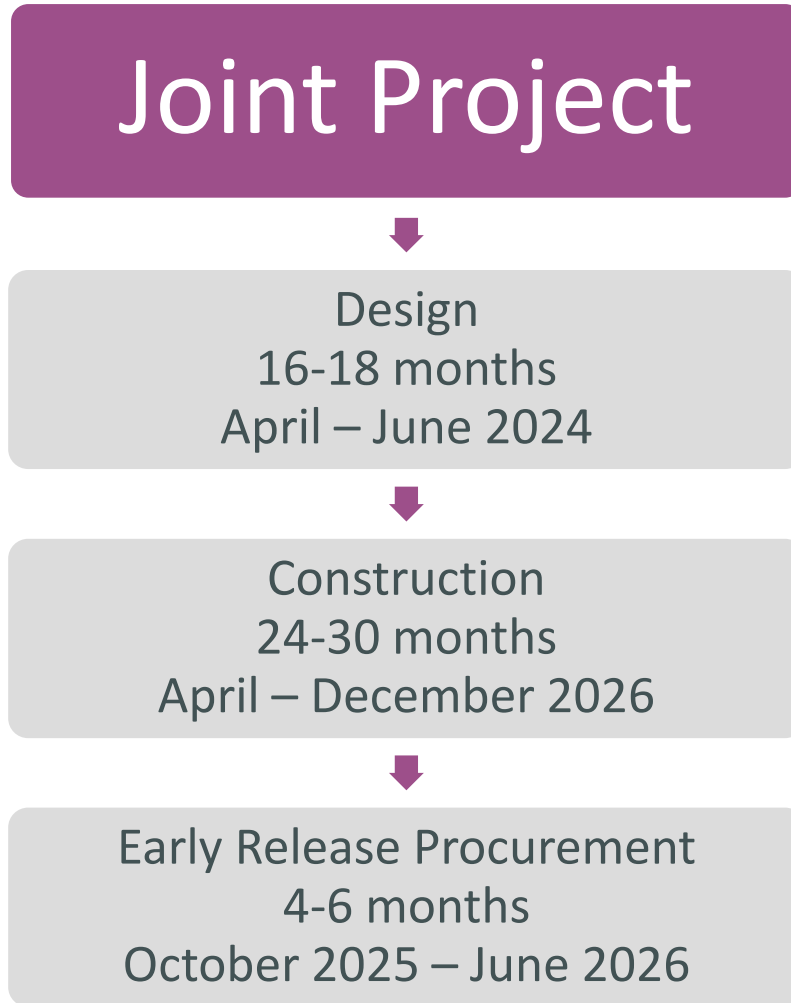 Joint Project
Design
16-18 months
April – June 2024
Construction
24-30 months
April – December 2026
Early Release Procurement
4-6 months
October 2025 – June 2026